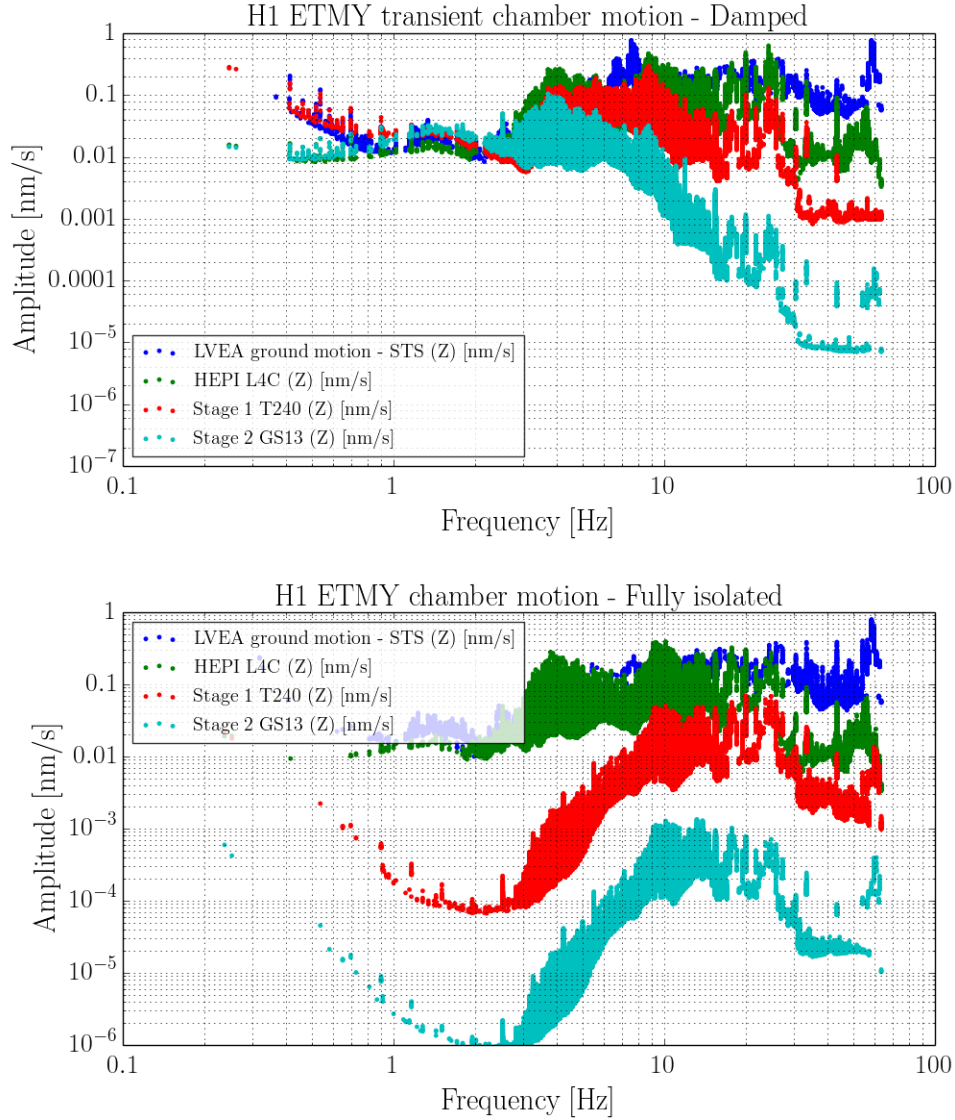 H1 ETMY transient chamber motion - Damped
1
0.1
0.01
0.001
0.0001
10⁻⁵
10⁻⁶
10⁻⁷
Amplitude [nm/s]
LVEA ground motion - STS (Z) [nm/s]
HEPI L4C (Z) [nm/s]
Stage 1 T240 (Z) [nm/s]
Stage 2 GS13 (Z) [nm/s]
0.1 1 10 100
Frequency [Hz]
H1 ETMY chamber motion - Fully isolated
1
0.1
0.01
10⁻³
10⁻⁴
10⁻⁵
10⁻⁶
Amplitude [nm/s]
LVEA ground motion - STS (Z) [nm/s]
HEPI L4C (Z) [nm/s]
Stage 1 T240 (Z) [nm/s]
Stage 2 GS13 (Z) [nm/s]
0.1 1 10 100
Frequency [Hz]